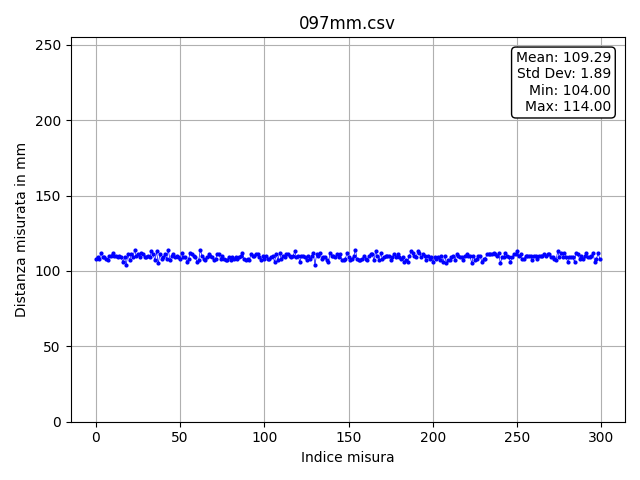 097mm.csv
Mean: 109.29
Std Dev: 1.89
Min: 104.00
Max: 114.00
Distanza misurata in mm
250
200
150
100
50
0
0 50 100 150 200 250 300
Indice misura